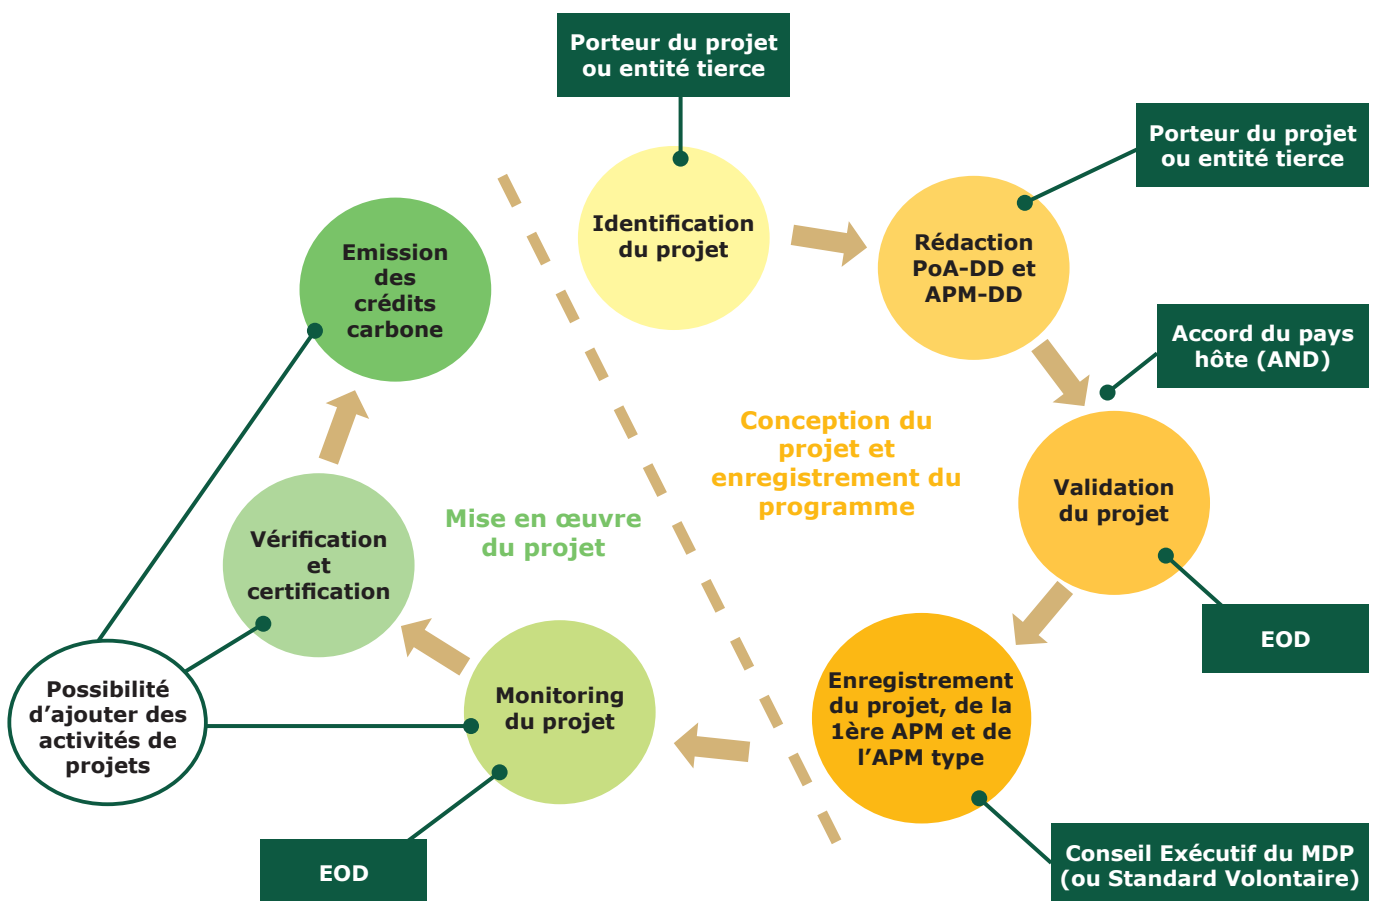 Porteur du projet
ou entité tierce
Porteur du projet
ou entité tierce
Identification
du projet
Rédaction
PoA-DD et
APM-DD
Accord du pays
hôte (AND)
Validation
du projet
EOD
Conception du
projet et
enregistrement du
programme
Enregistrement
du projet, de la
1ère APM et de
l’APM type
Conseil Exécutif du MDP
(ou Standard Volontaire)
Mise en œuvre
du projet
Monitoring
du projet
EOD
Vérification
et
certification
Emission
des
crédits
carbone
Possibilité
d’ajouter des
activités de
projets